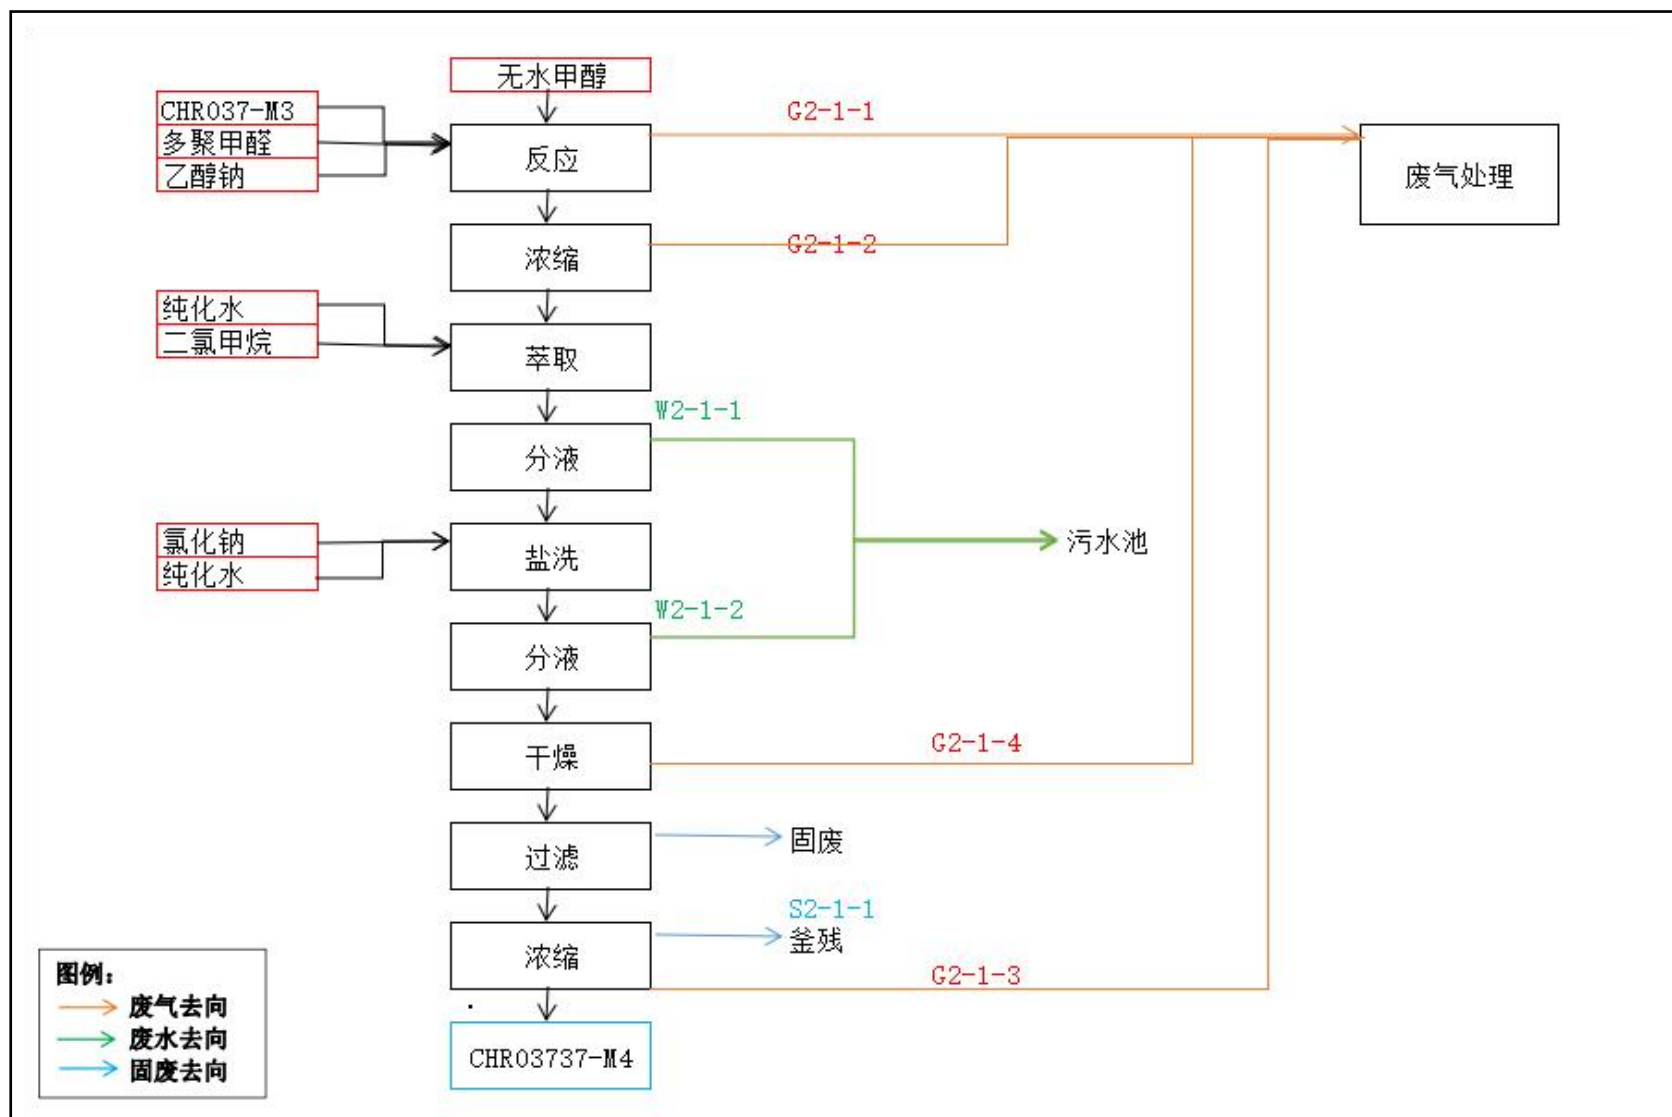 无水甲醇
CHR037-M3
多聚甲醛
乙醇钠
反应
G2-1-1
废气处理
浓缩
G2-1-2
纯化水
二氯甲烷
萃取
W2-1-1
分液
氯化钠
纯化水
盐洗
污水池
W2-1-2
分液
干燥
G2-1-4
过滤
固废
浓缩
S2-1-1
釜残
G2-1-3
CHR03737-M4
图例：
废气去向
废水去向
固废去向